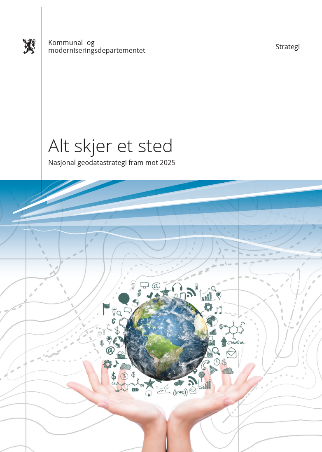 Kommunal- og
moderniseringsdepartementet
Strategi
Alt skjer et sted
Nasjonal geodatastrategi fram mot 2025